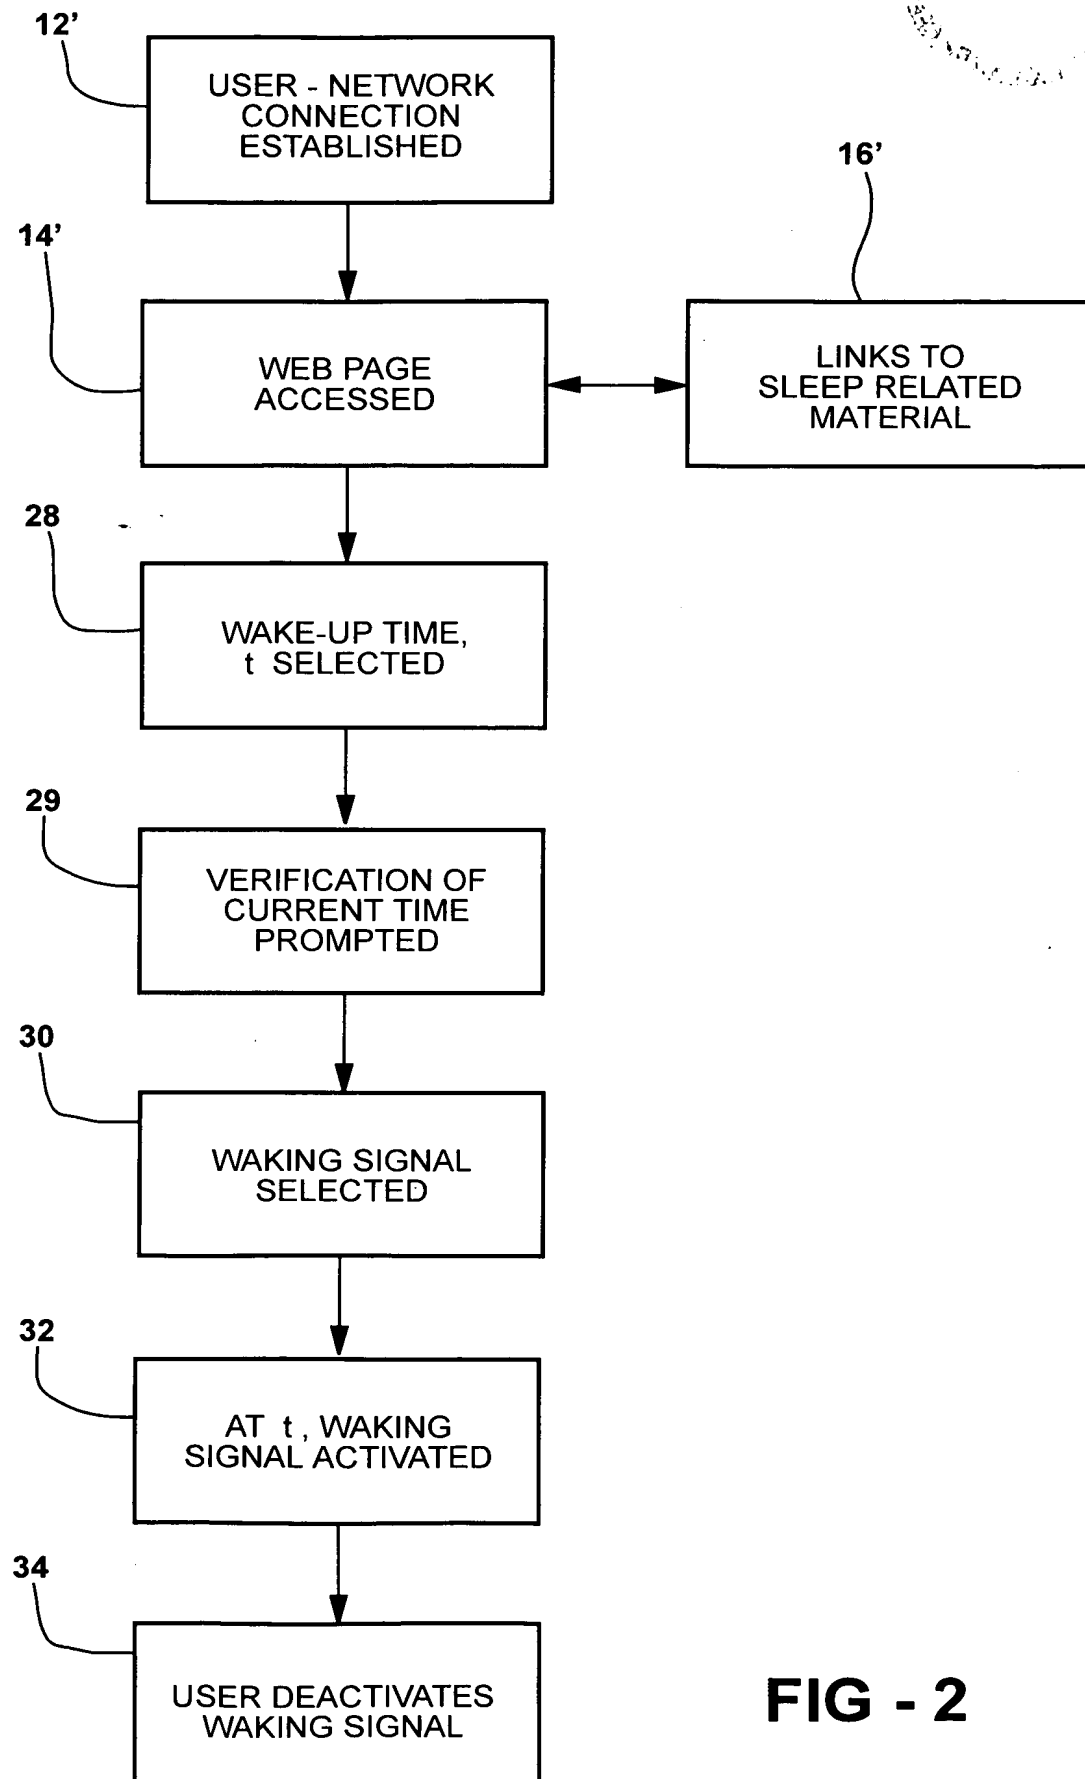 12'
USER - NETWORK
CONNECTION
ESTABLISHED
16'
14'
WEB PAGE
ACCESSED
LINKS TO
SLEEP RELATED
MATERIAL
28
WAKE-UP TIME,
t SELECTED
29
VERIFICATION OF
CURRENT TIME
PROMPTED
30
WAKING SIGNAL
SELECTED
32
AT t, WAKING
SIGNAL ACTIVATED
34
USER DEACTIVATES
WAKING SIGNAL
FIG - 2